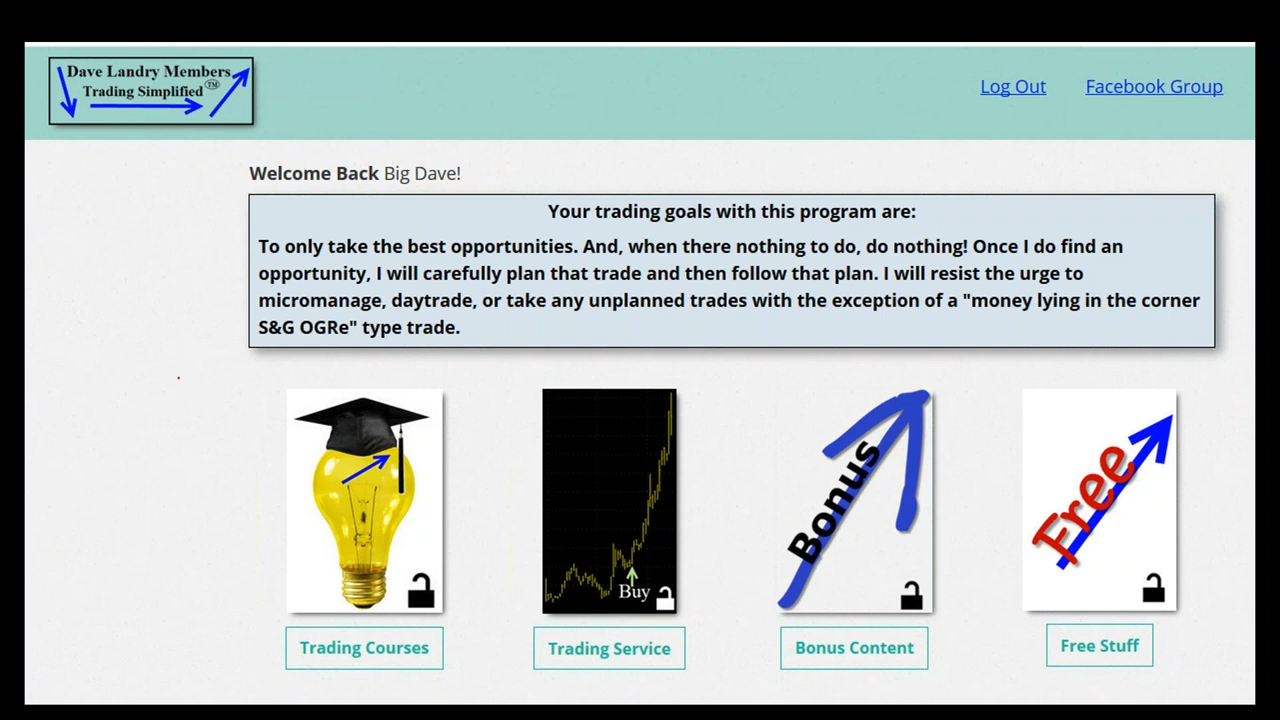 Dave Landry Members
Trading Simplified TM
Log Out
Facebook Group
Welcome Back Big Dave!
Your trading goals with this program are:
To only take the best opportunities. And, when there nothing to do, do nothing! Once I do find an
opportunity, I will carefully plan that trade and then follow that plan. I will resist the urge to
micromanage, daytrade, or take any unplanned trades with the exception of a "money lying in the corner
S&G OGRe" type trade.
Buy
Bonus
Free
Trading Courses
Trading Service
Bonus Content
Free Stuff